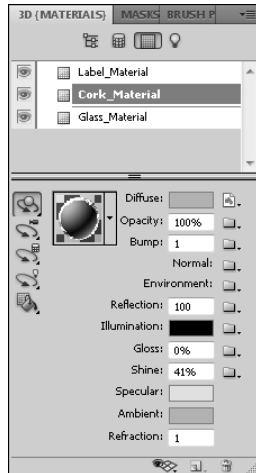 3D {MATERIALS} MASKS BRUSH P
Label_Material
Cork_Material
Glass_Material
Diffuse:
Opacity: 100%
Bump: 1
Normal:
Environment:
Reflection: 100
Illumination:
Gloss: 0%
Shine: 41%
Specular:
Ambient:
Refraction: 1